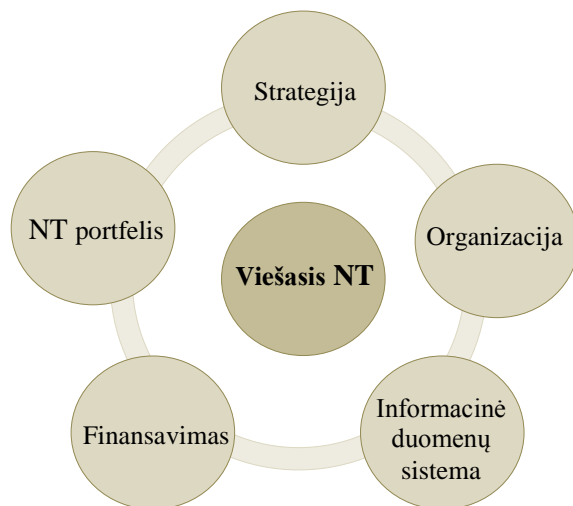 Strategija
NT portfelis
Organizacija
Viešasis NT
Finansavimas
Informacinė
duomenų
sistema